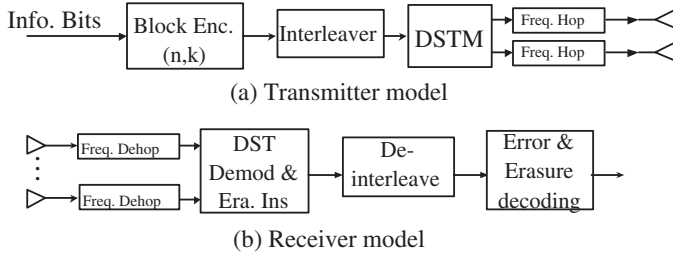 Info. Bits
Block Enc.
(n,k)
Interleaver
DSTM
Freq. Hop
Freq. Hop
(a) Transmitter model
Freq. Dehop
Freq. Dehop
DST
Demod &
Era. Ins
De-
interleave
Error &
Erasure
decoding
(b) Receiver model